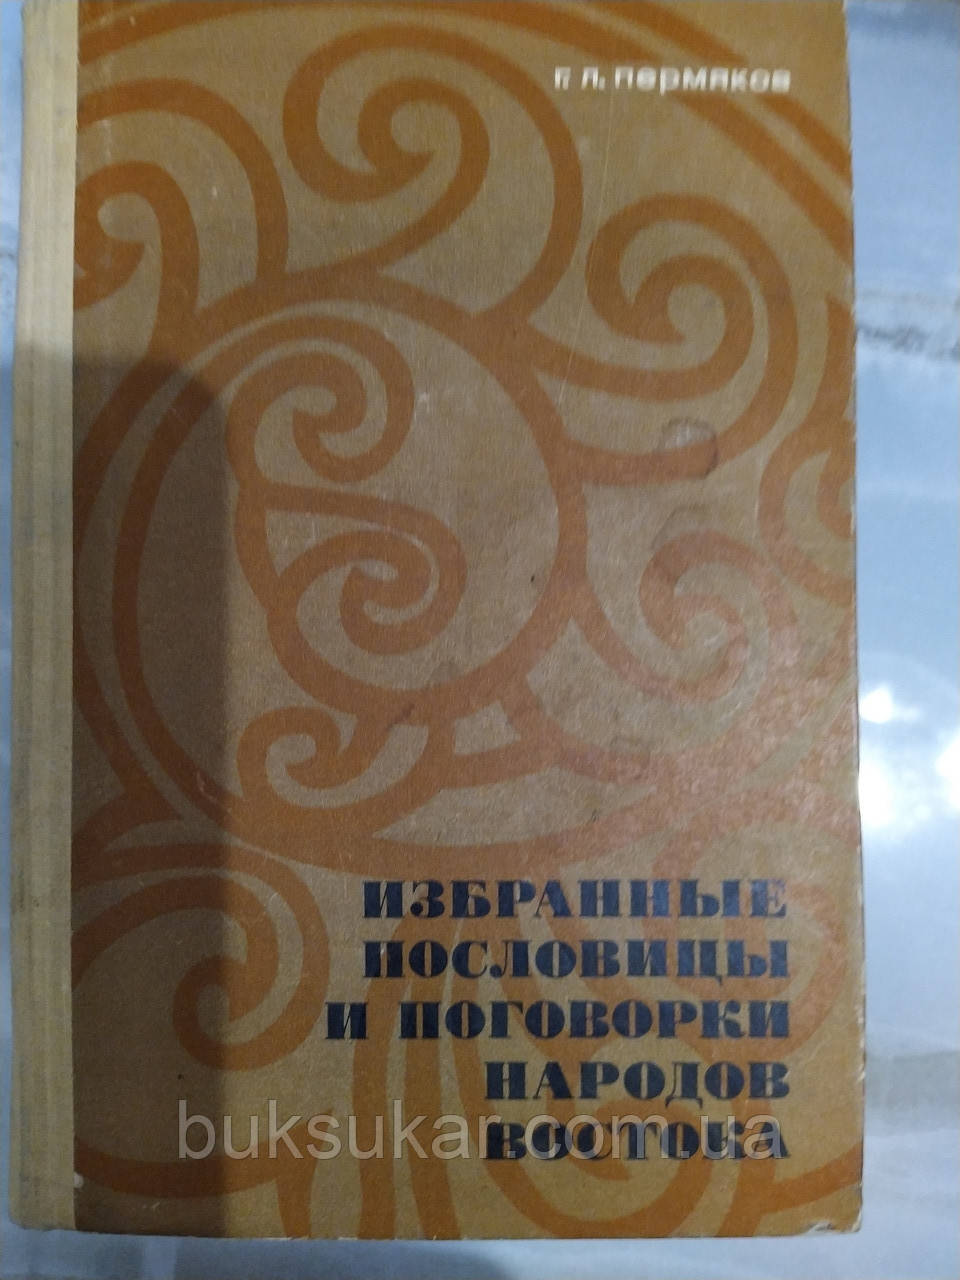 Г. Л. Пермяков
ИЗБРАННЫЕ
ПОСЛОВИЦЫ
И ПОГОВОРКИ
НАРОДОВ
ВОСТОКА
buksukar.com.ua